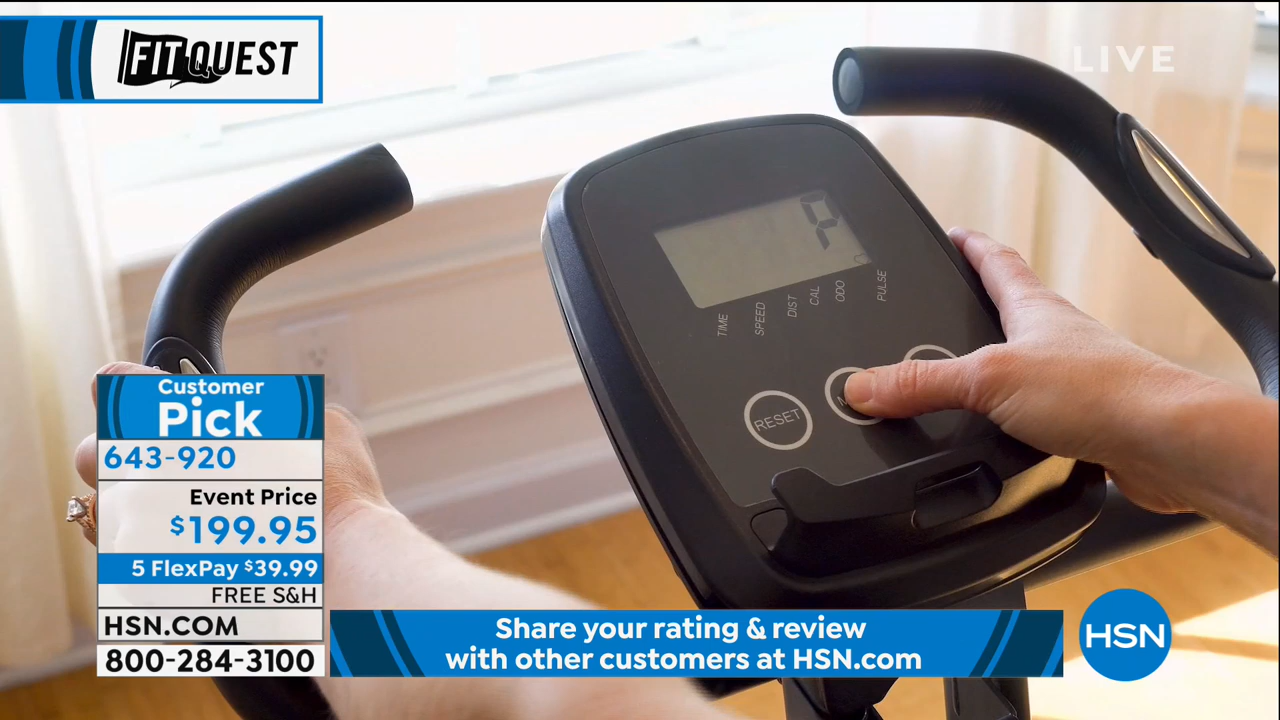 FITQUEST
LIVE
P
TIME
SPEED
DIST
CAL
ODO
PULSE
RESET
Customer
Pick
643-920
Event Price
$199.95
5 FlexPay $39.99
FREE S&H
HSN.COM
800-284-3100
Share your rating & review
with other customers at HSN.com
HSN